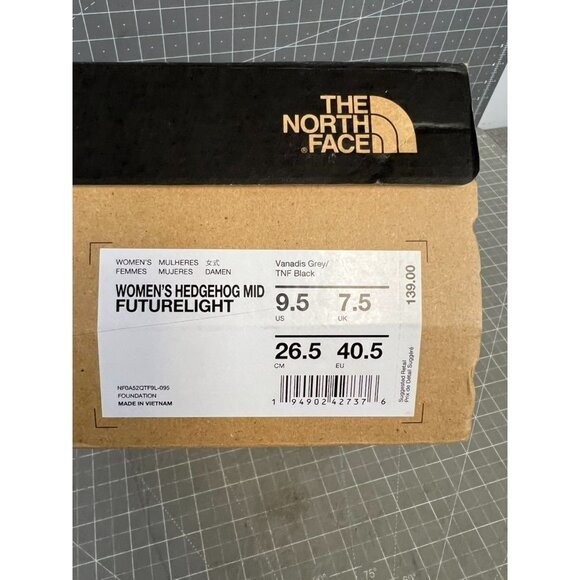 THE
NORTH
FACE
®
WOMEN'S MULHERES 女式
FEMMES MUJERES DAMEN
WOMEN'S HEDGEHOG MID
FUTURELIGHT
NF0A52QTF9L-095
FOUNDATION
MADE IN VIETNAM
Vanadis Grey/
TNF Black
9.5 7.5
US UK
26.5 40.5
CM EU
1 94902 42737 6
139.00
Suggested Retail
Prix de Détail Suggéré